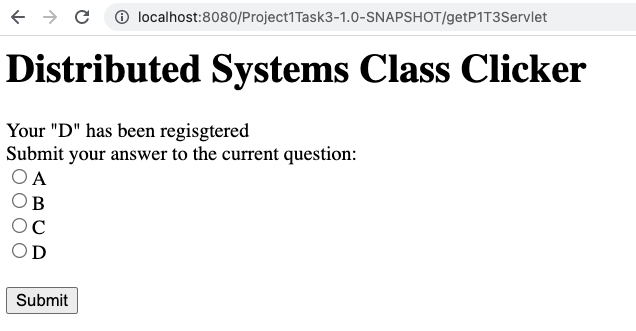 localhost:8080/Project1Task3-1.0-SNAPSHOT/getP1T3Servlet
Distributed Systems Class Clicker
Your "D" has been regisgtered
Submit your answer to the current question:
A
B
C
D
Submit